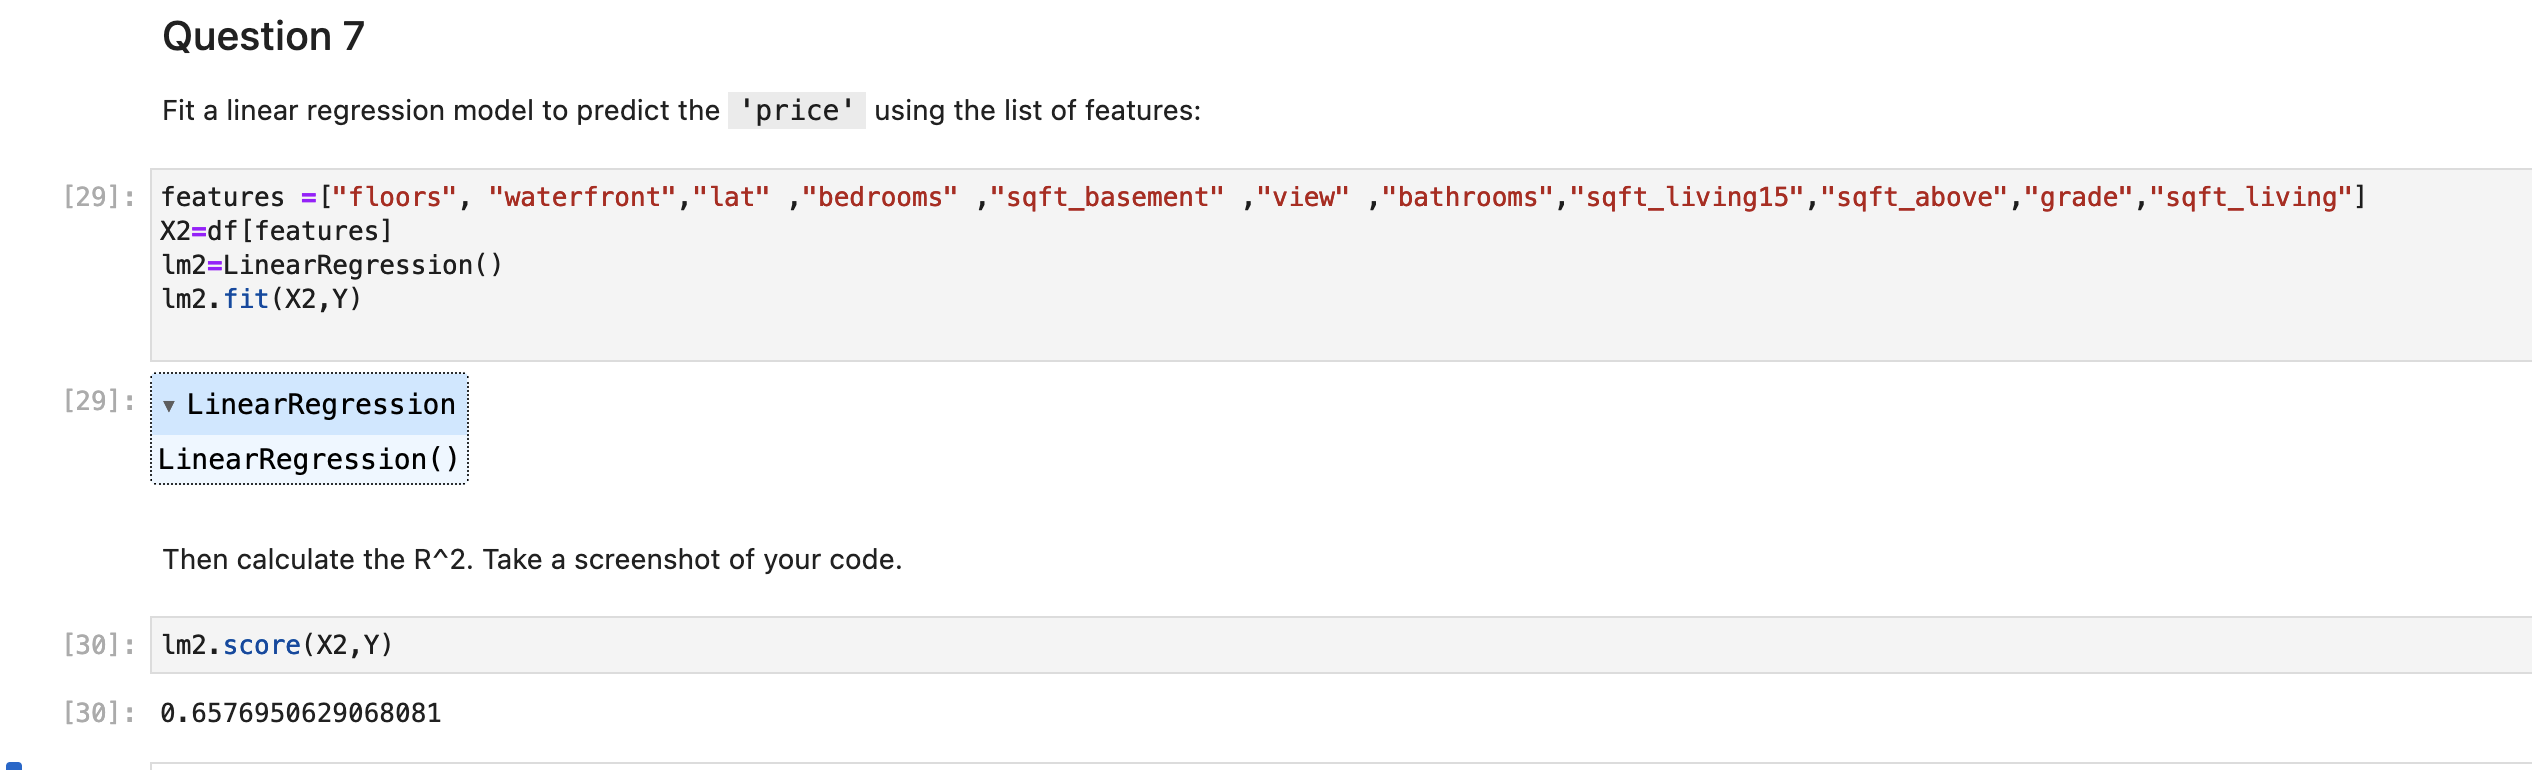 Question 7
Fit a linear regression model to predict the 'price' using the list of features:
[29]: features =["floors", "waterfront","lat" ,"bedrooms" ,"sqft_basement" ,"view" ,"bathrooms","sqft_living15","sqft_above","grade","sqft_living"]
X2=df[features]
lm2=LinearRegression()
lm2.fit(X2,Y)
[29]: ▾ LinearRegression
LinearRegression()
Then calculate the R^2. Take a screenshot of your code.
[30]: lm2.score(X2,Y)
[30]: 0.6576950629068081